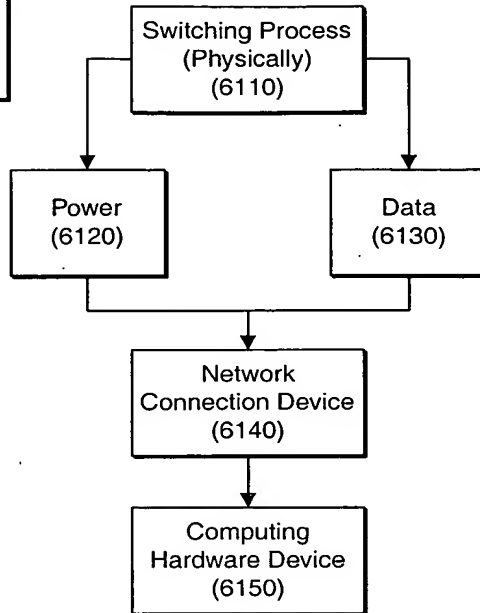 Switching Process
(Physically)
(6110)
Power
(6120)
Data
(6130)
Network
Connection Device
(6140)
Computing
Hardware Device
(6150)